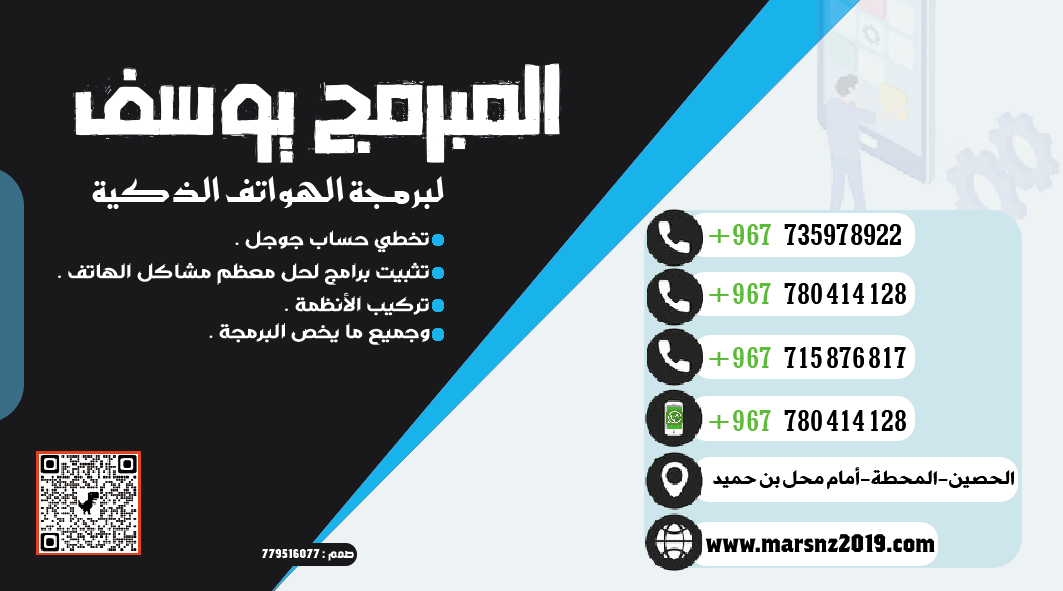 المبرمج يوسف
لبرمجة الهواتف الذكية
تخطي حساب جوجل .
تثبيت برامج لحل معظم مشاكل الهاتف .
تركيب الأنظمة .
وجميع ما يخص البرمجة .
صمم : 779516077
+967 735978922
+967 780414128
+967 715876817
+967 780414128
الحصين-المحطة-أمام محل بن حميد
www.marsnz2019.com